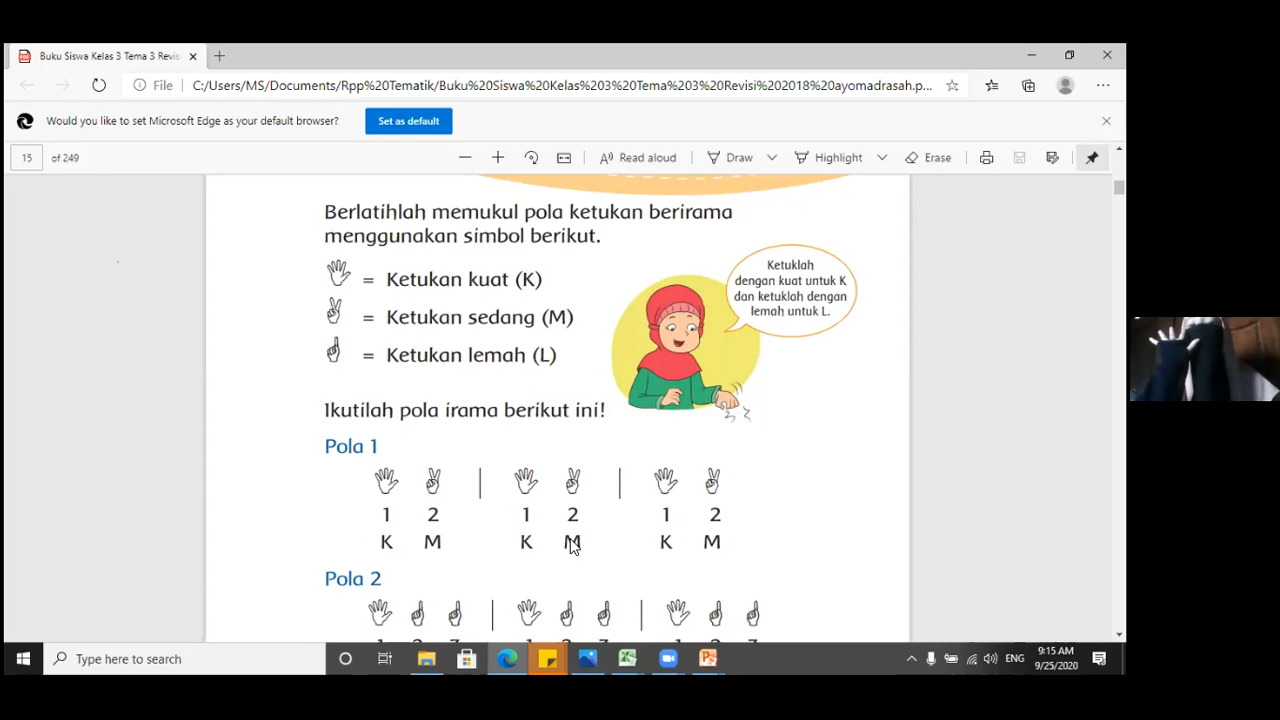 Buku Siswa Kelas 3 Tema 3 Revis
File C:/Users/MS/Documents/Rpp%20Tematik/Buku%20Siswa%20Kelas%203%20Tema%203%20Revisi%202018%20ayomadrasah.p...
Would you like to set Microsoft Edge as your default browser? Set as default
15 of 249 Read aloud Draw Highlight Erase
Berlatihlah memukul pola ketukan berirama
menggunakan simbol berikut.
= Ketukan kuat (K)
= Ketukan sedang (M)
= Ketukan lemah (L)
Ketuklah
dengan kuat untuk K
dan ketuklah dengan
lemah untuk L.
Ikutilah pola irama berikut ini!
Pola 1
1 2 | 1 2 | 1 2
K M K M K M
Pola 2
Type here to search
ENG
9:15 AM
9/25/2020